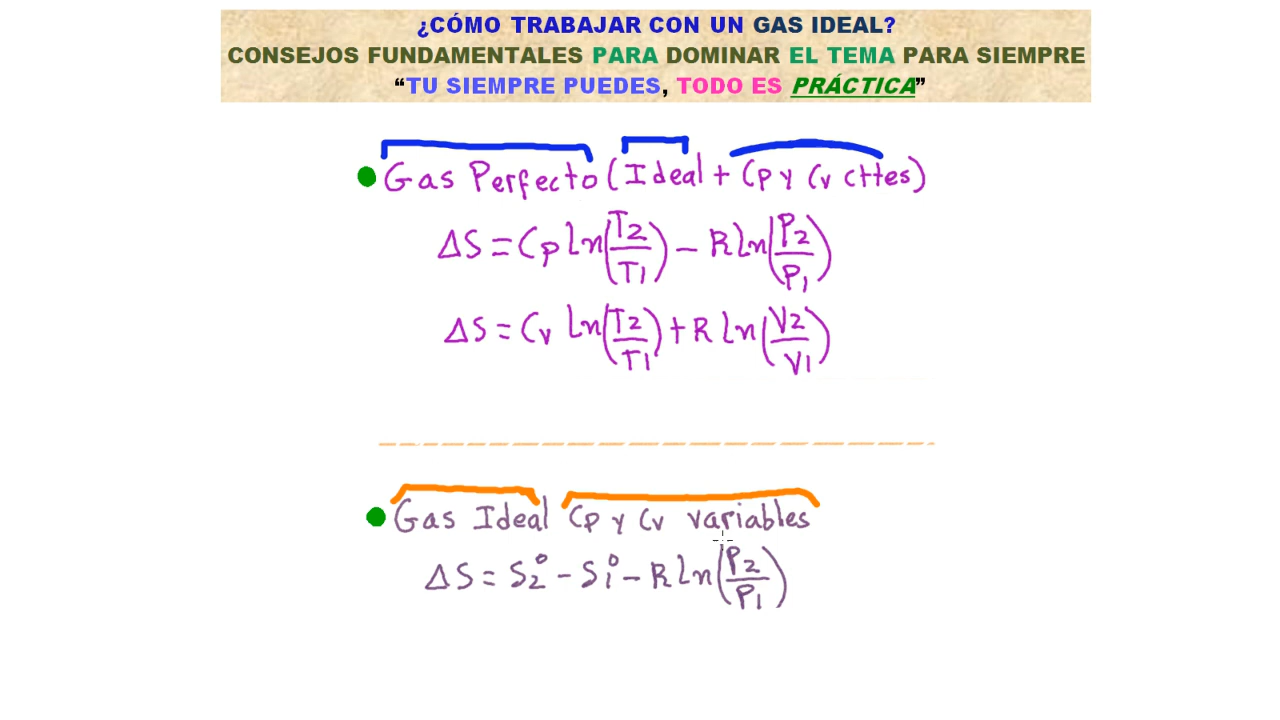 ¿CÓMO TRABAJAR CON UN GAS IDEAL?
CONSEJOS FUNDAMENTALES PARA DOMINAR EL TEMA PARA SIEMPRE
“TU SIEMPRE PUEDES, TODO ES PRÁCTICA”
Gas Perfecto (Ideal + Cp y Cv cttes)
ΔS = Cp ln(T2/T1) - R ln(P2/P1)
ΔS = Cv ln(T2/T1) + R ln(V2/V1)
Gas Ideal Cp y Cv variables
ΔS = S2° - S1° - R ln(P2/P1)